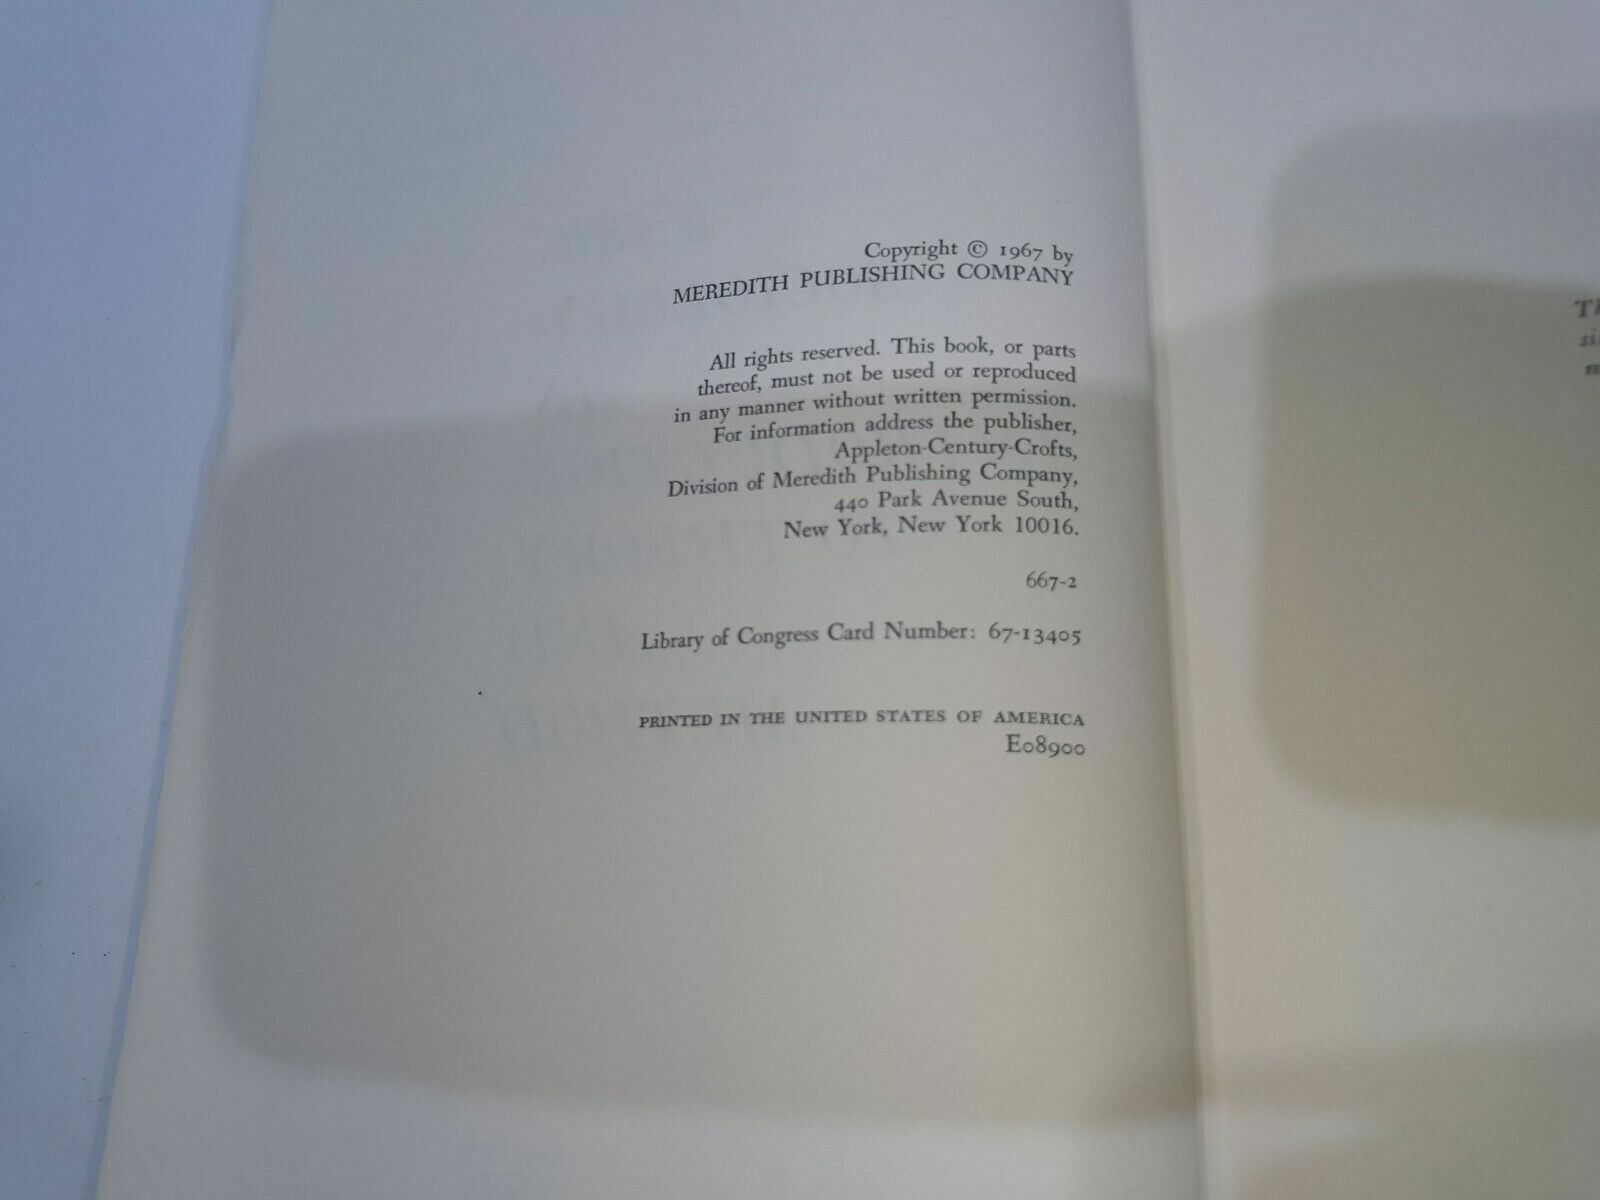 Copyright © 1967 by
MEREDITH PUBLISHING COMPANY
All rights reserved. This book, or parts
thereof, must not be used or reproduced
in any manner without written permission.
For information address the publisher,
Appleton-Century-Crofts,
Division of Meredith Publishing Company,
440 Park Avenue South,
New York, New York 10016.
667-2
Library of Congress Card Number: 67-13405
PRINTED IN THE UNITED STATES OF AMERICA
E08900